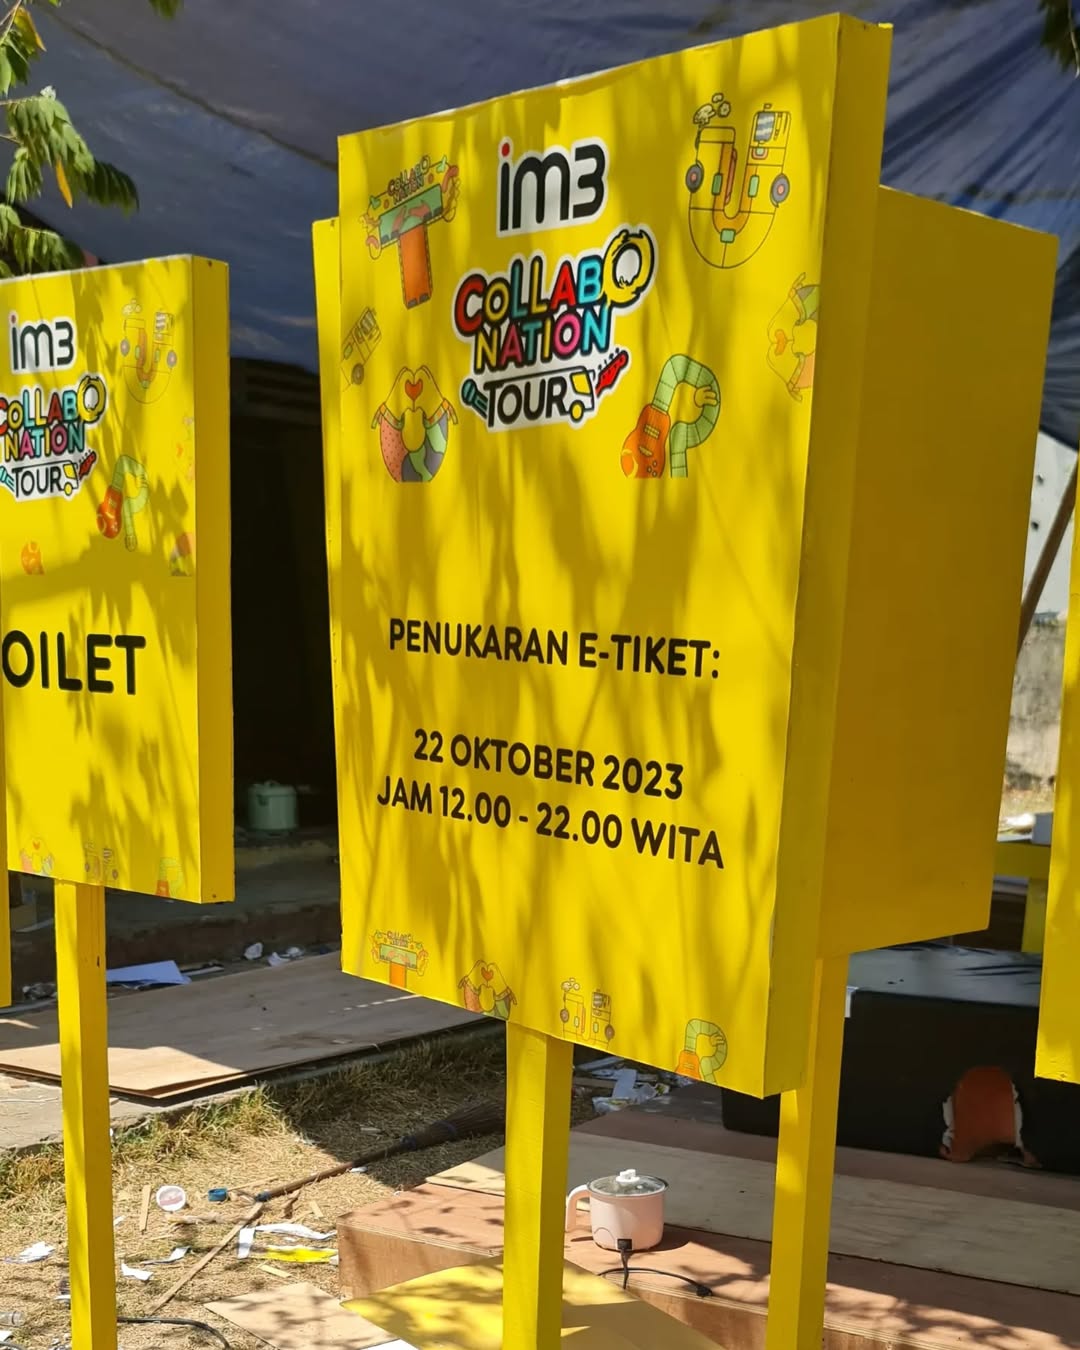 im3
COLLABO
NATION
TOUR
OILET
im3
COLLABO
NATION
TOUR
PENUKARAN E-TIKET:
22 OKTOBER 2023
JAM 12.00 - 22.00 WITA